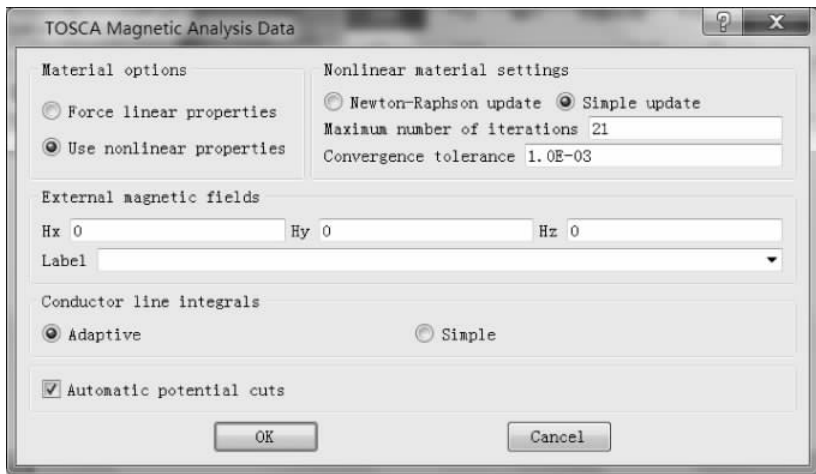 TOSCA Magnetic Analysis Data
Material options
Force linear properties
Use nonlinear properties
Nonlinear material settings
Newton-Raphson update Simple update
Maximum number of iterations 21
Convergence tolerance 1.0E-03
External magnetic fields
Hx 0 Hy 0 Hz 0
Label
Conductor line integrals
Adaptive Simple
Automatic potential cuts
OK Cancel